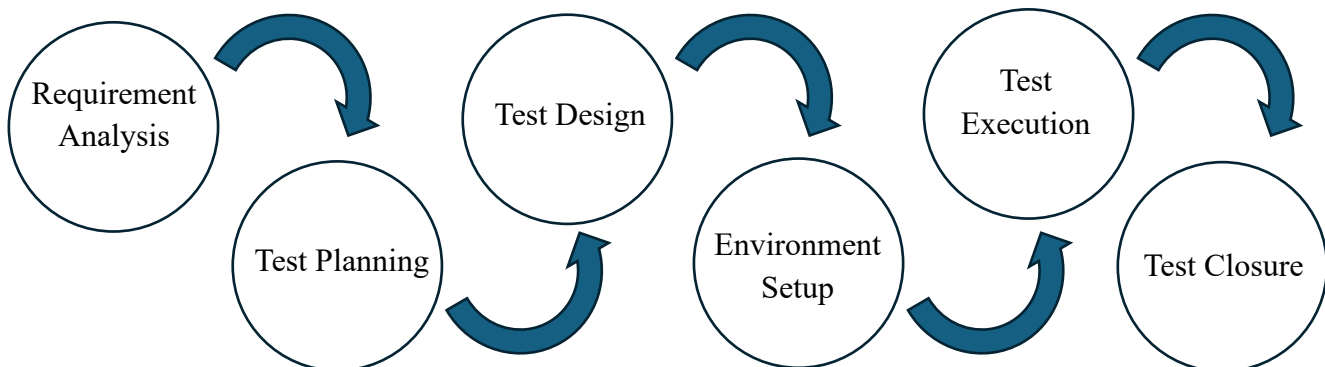 Requirement
Analysis
Test Planning
Test Design
Environment
Setup
Test
Execution
Test Closure